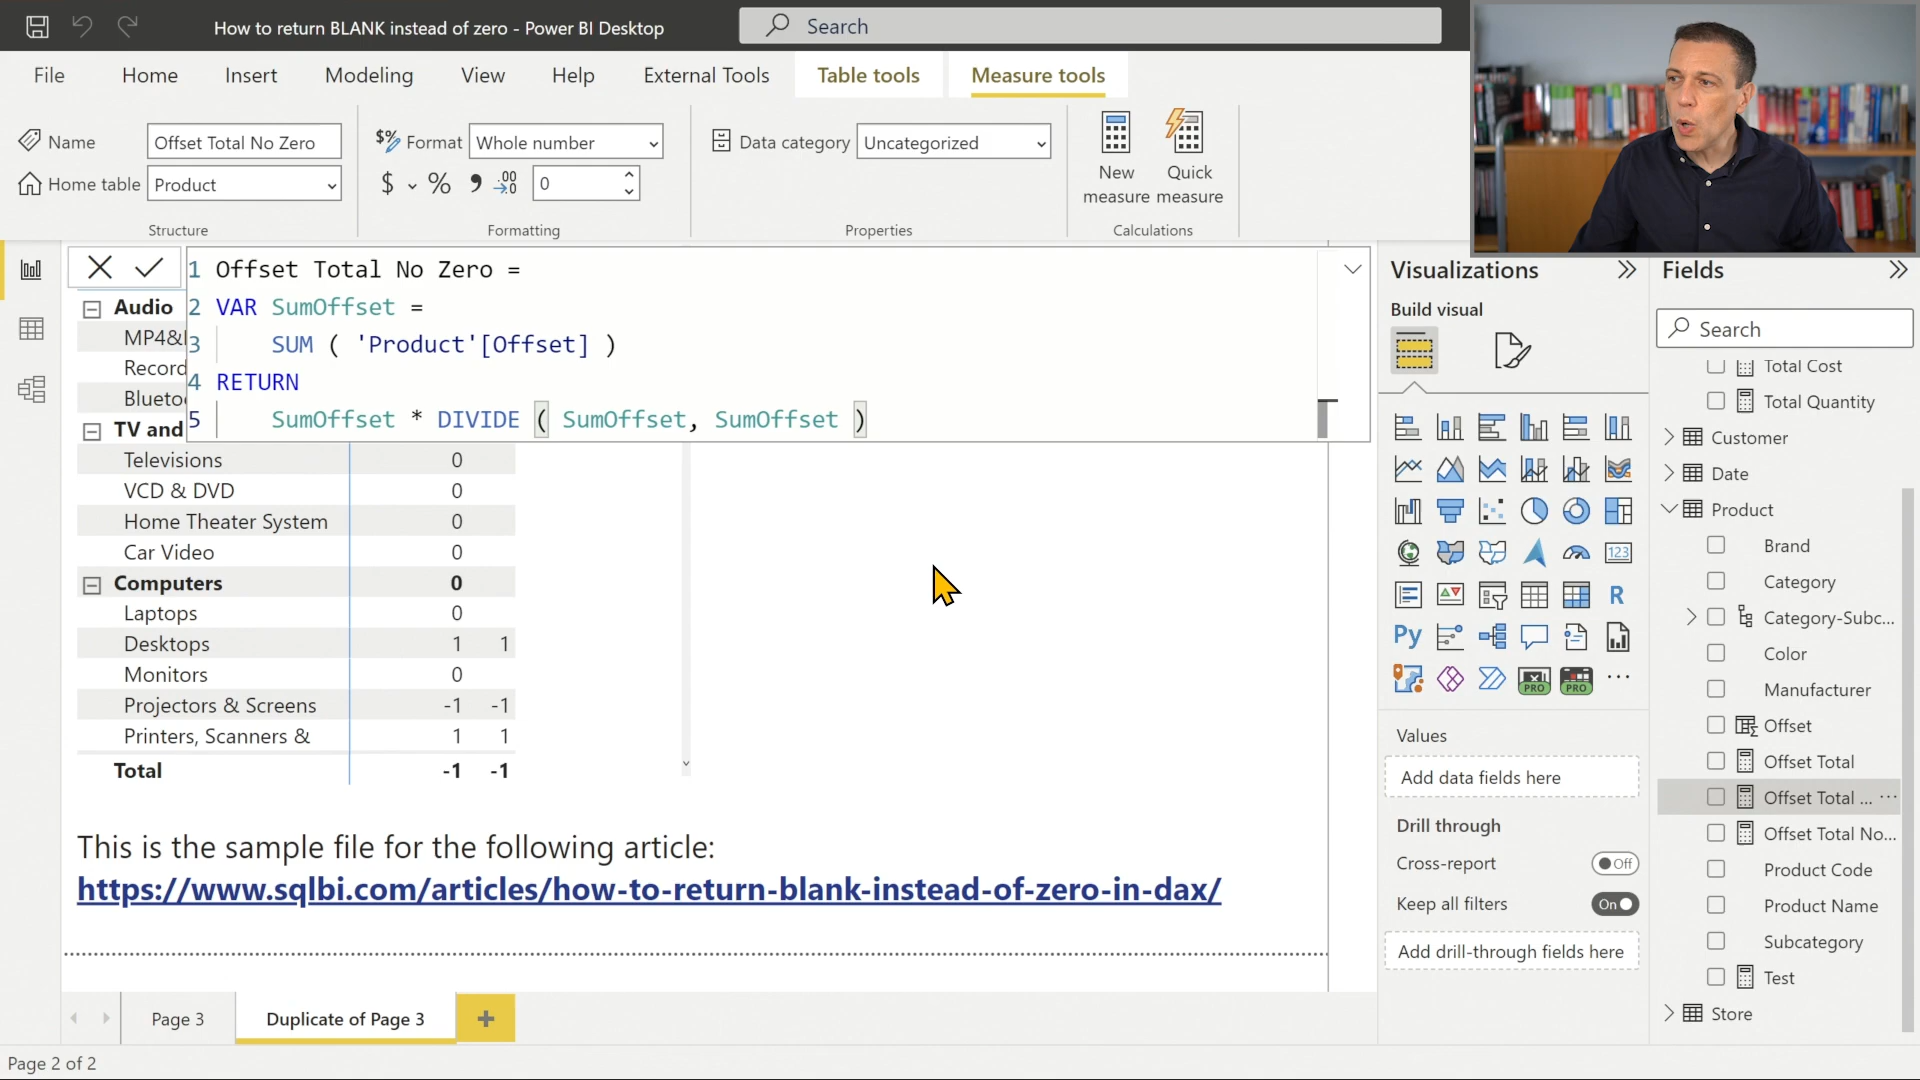 How to return BLANK instead of zero - Power BI Desktop
Search
File
Home
Insert
Modeling
View
Help
External Tools
Table tools
Measure tools
Name
Offset Total No Zero
Home table
Product
Structure
$% Format
Whole number
$ % , .00 0
Formatting
Data category
Uncategorized
Properties
New measure
Quick measure
Calculations
1 Offset Total No Zero =
2 VAR SumOffset =
3 SUM ( 'Product'[Offset] )
4 RETURN
5 SumOffset * DIVIDE ( SumOffset, SumOffset )
Audio
MP4&
Record
Blueto
TV and
Televisions 0
VCD & DVD 0
Home Theater System 0
Car Video 0
Computers 0
Laptops 0
Desktops 1 1
Monitors 0
Projectors & Screens -1 -1
Printers, Scanners & 1 1
Total -1 -1
This is the sample file for the following article:
https://www.sqlbi.com/articles/how-to-return-blank-instead-of-zero-in-dax/
Page 3
Duplicate of Page 3
+
Page 2 of 2
Visualizations
Build visual
123
R
Py
PRO
PRO
...
Values
Add data fields here
Drill through
Cross-report
Off
Keep all filters
On
Add drill-through fields here
Fields
Search
Total Cost
Total Quantity
Customer
Date
Product
Brand
Category
Category-Subc...
Color
Manufacturer
Offset
Offset Total
Offset Total ... ...
Offset Total No...
Product Code
Product Name
Subcategory
Test
Store